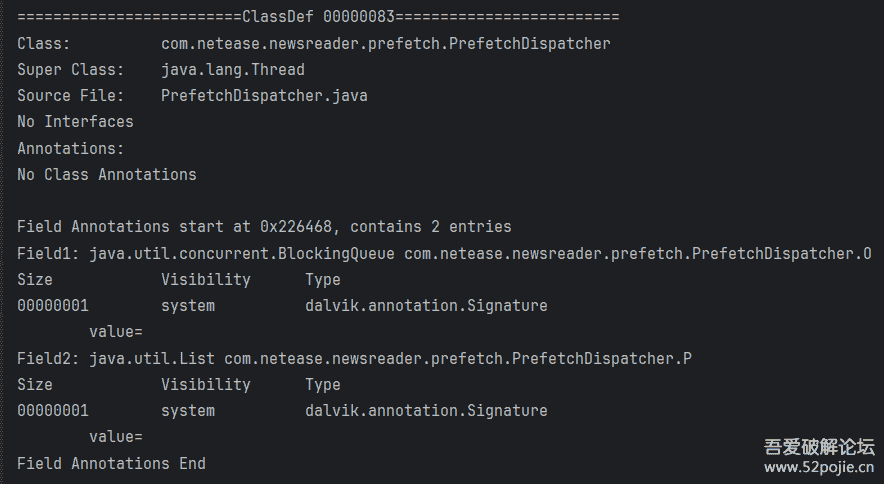 =========================ClassDef 00000083=========================
Class:          com.netease.newsreader.prefetch.PrefetchDispatcher
Super Class:    java.lang.Thread
Source File:    PrefetchDispatcher.java
No Interfaces
Annotations:
No Class Annotations
Field Annotations start at 0x226468, contains 2 entries
Field1: java.util.concurrent.BlockingQueue com.netease.newsreader.prefetch.PrefetchDispatcher.O
Size            Visibility      Type
00000001        system          dalvik.annotation.Signature
        value=
Field2: java.util.List com.netease.newsreader.prefetch.PrefetchDispatcher.P
Size            Visibility      Type
00000001        system          dalvik.annotation.Signature
        value=
Field Annotations End
吾爱破解论坛
www.52pojie.cn